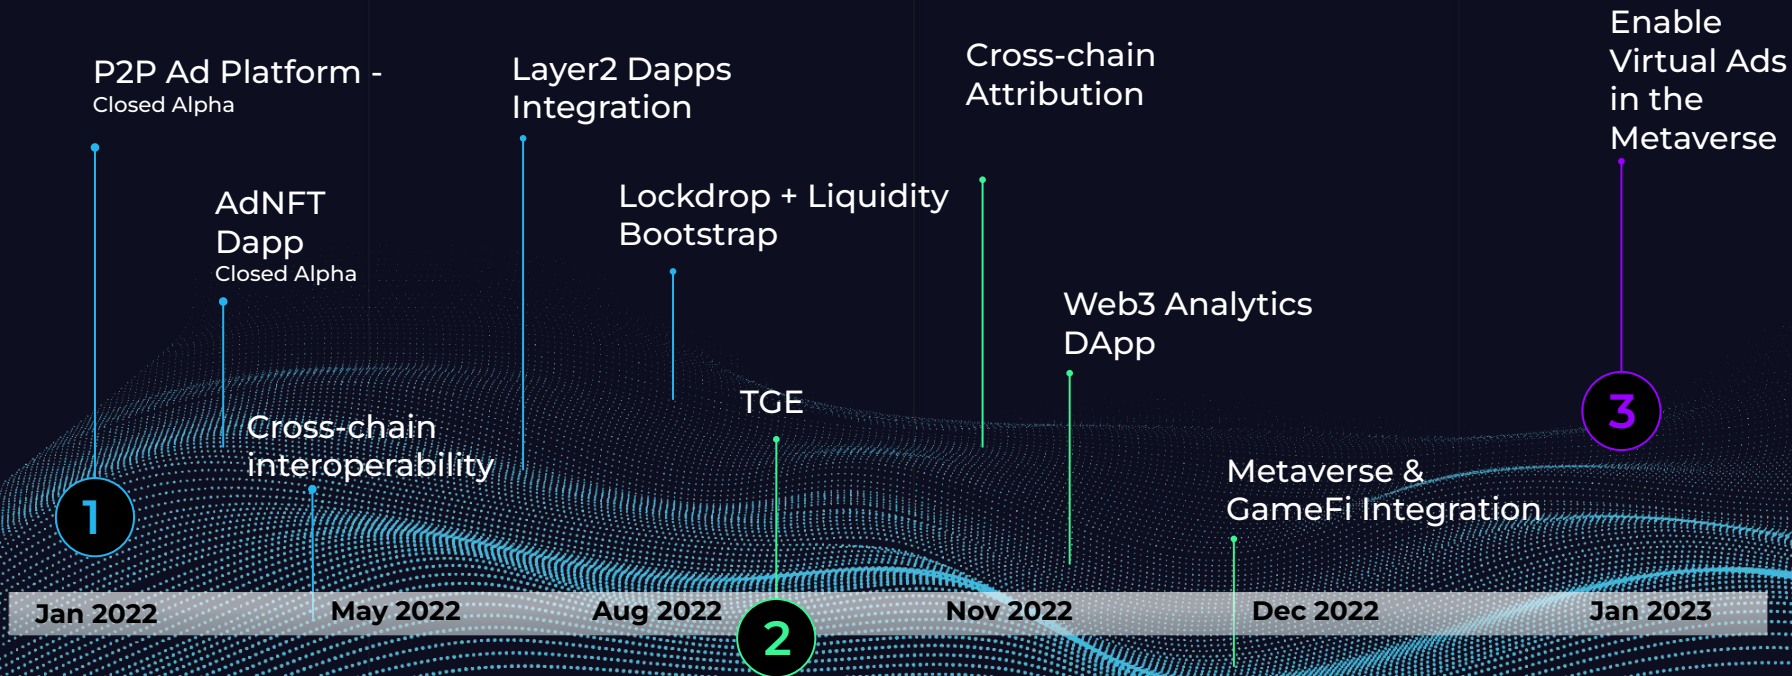 P2P Ad Platform -
Closed Alpha
AdNFT
Dapp
Closed Alpha
Cross-chain
interoperability
Layer2 Dapps
Integration
Lockdrop + Liquidity
Bootstrap
TGE
Cross-chain
Attribution
Web3 Analytics
DApp
Metaverse &
GameFi Integration
Enable
Virtual Ads
in the
Metaverse
1
2
3
Jan 2022
May 2022
Aug 2022
Nov 2022
Dec 2022
Jan 2023